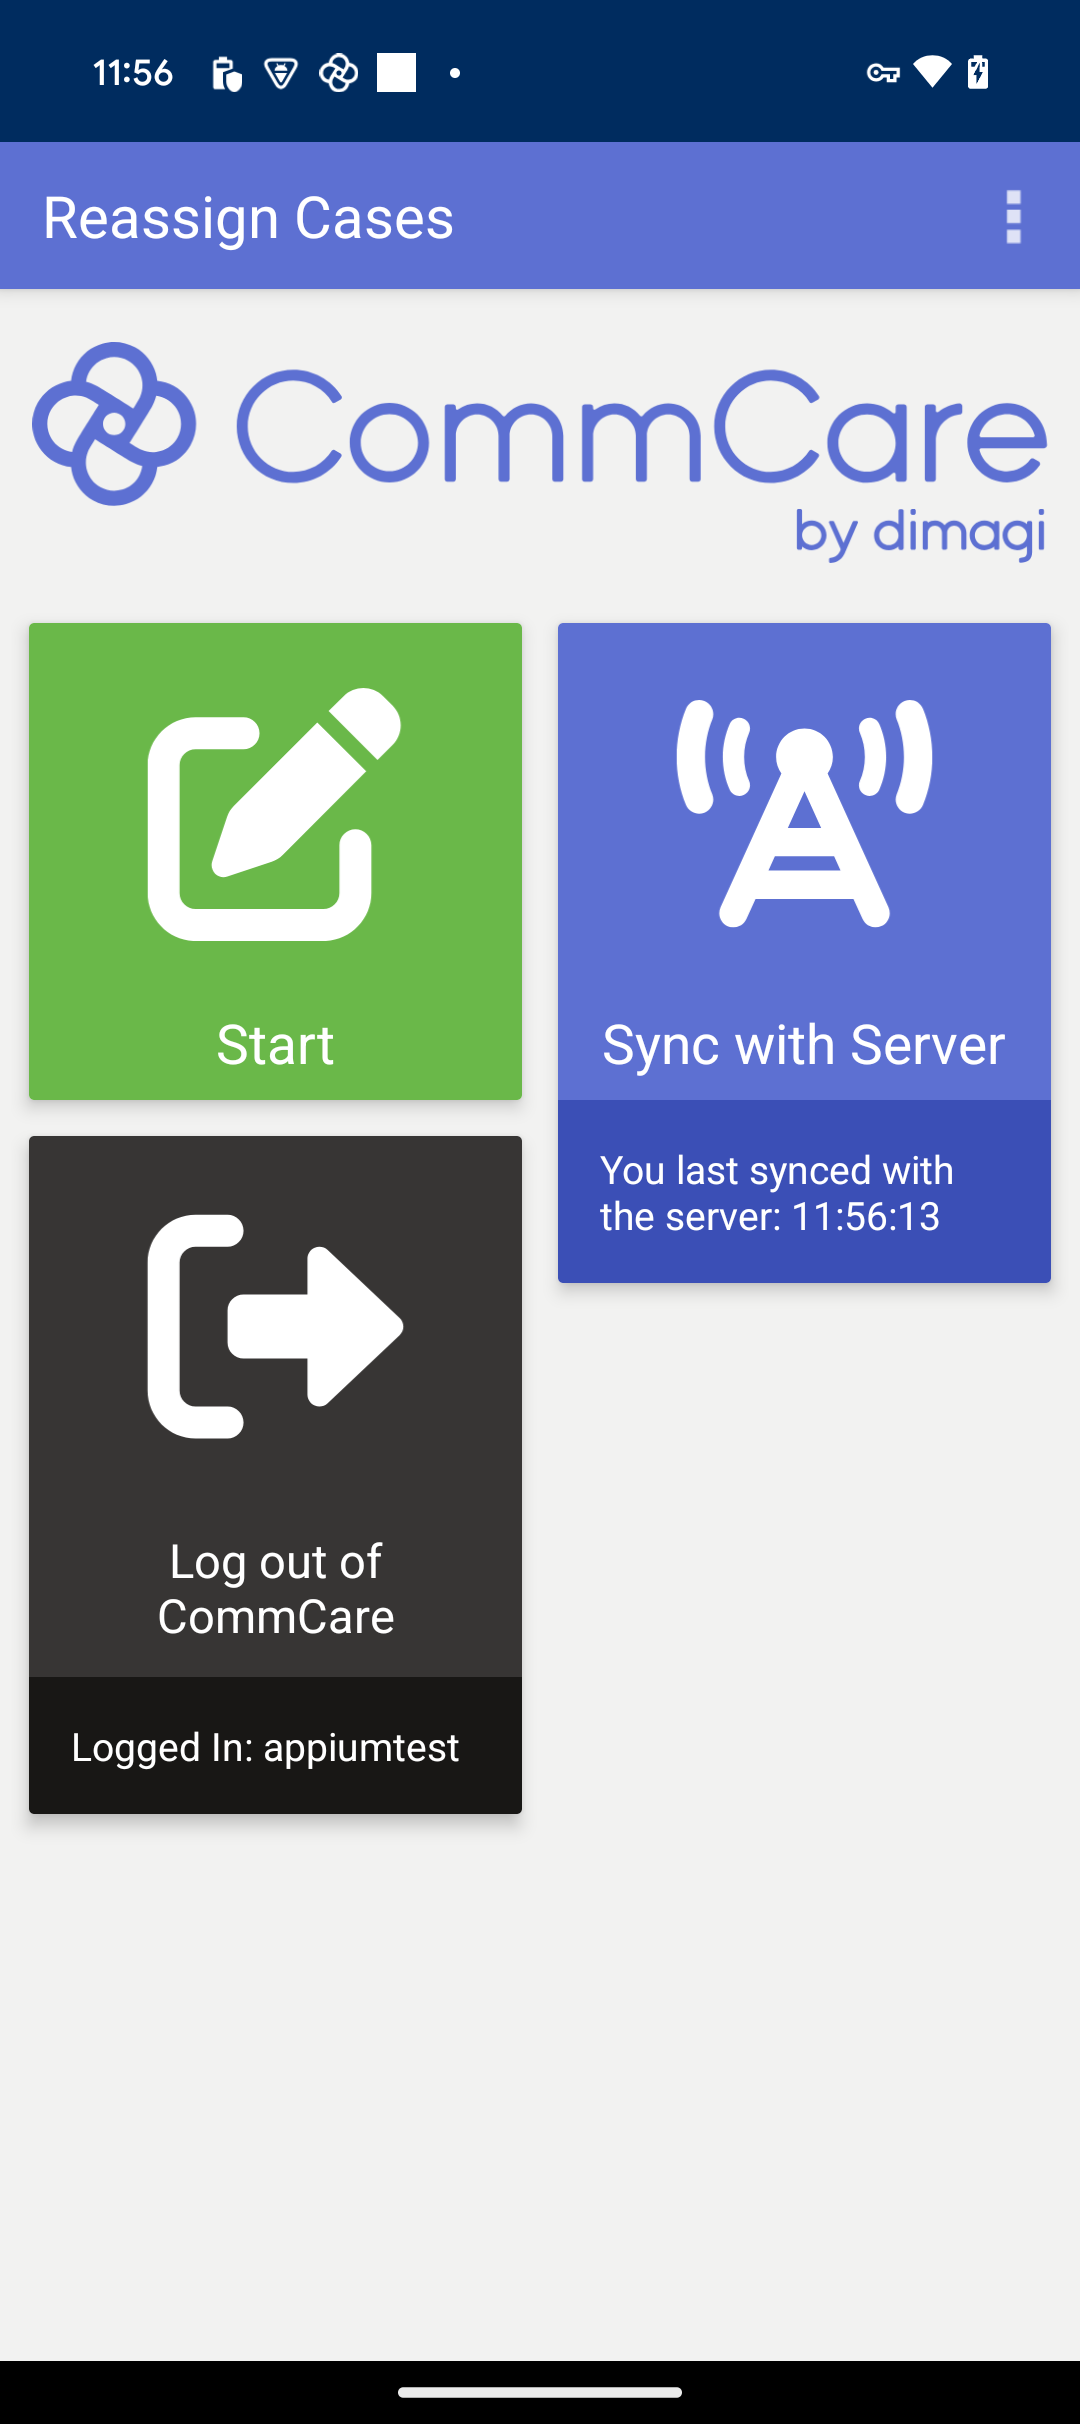 11:56
Reassign Cases
CommCare
by dimagi
Start
Sync with Server
You last synced with
the server: 11:56:13
Log out of
CommCare
Logged In: appiumtest